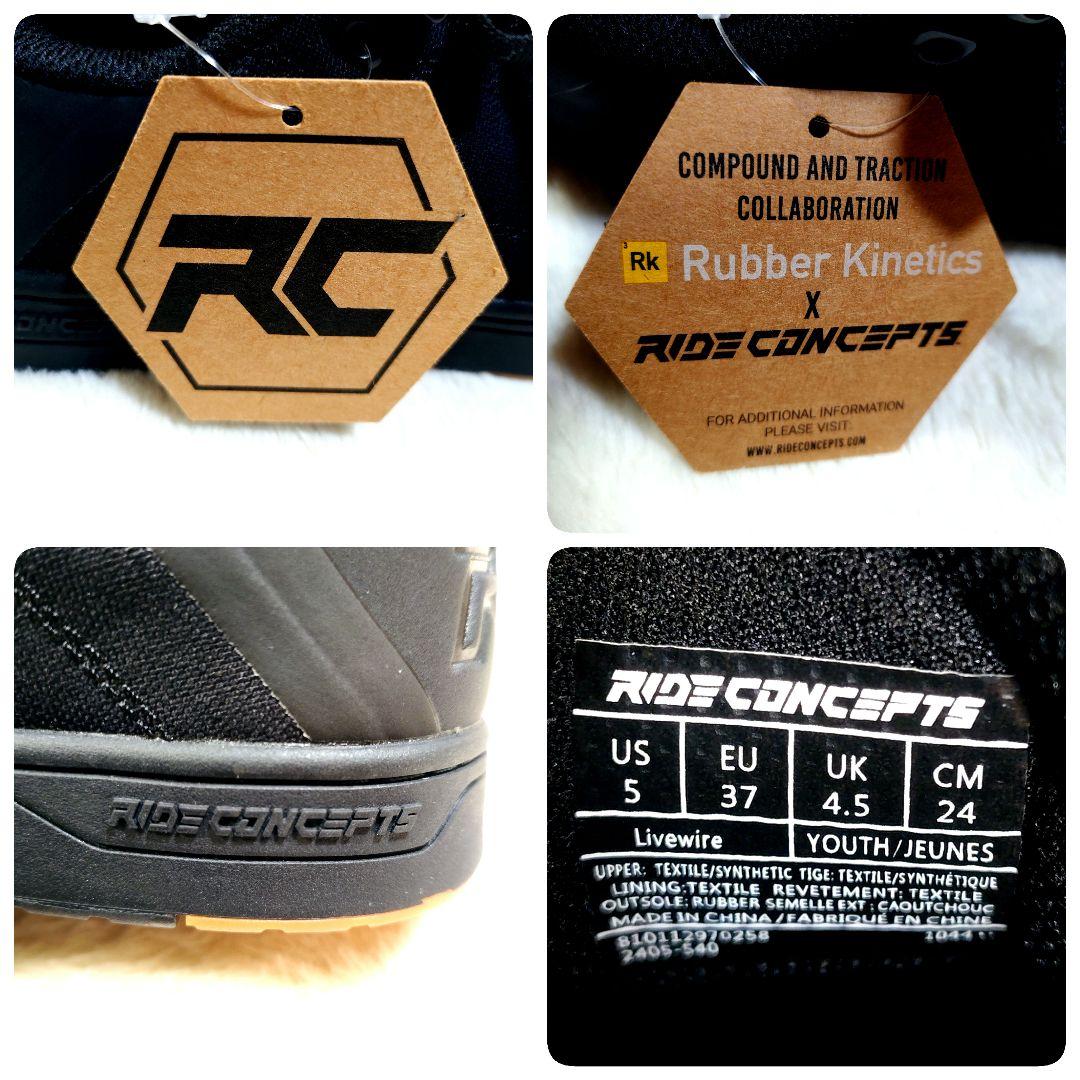 RC
COMPOUND AND TRACTION
COLLABORATION
3
Rk Rubber Kinetics
X
RIDE CONCEPTS
FOR ADDITIONAL INFORMATION
PLEASE VISIT:
WWW.RIDECONCEPTS.COM
RIDE CONCEPTS
RIDE CONCEPTS
US EU UK CM
5 37 4.5 24
Livewire YOUTH/JEUNES
UPPER: TEXTILE/SYNTHETIC TIGE: TEXTILE/SYNTHÉTIQUE
LINING:TEXTILE REVETEMENT: TEXTILE
OUTSOLE: RUBBER SEMELLE EXT: CAOUTCHOUC
MADE IN CHINA/FABRIQUÉ EN CHINE
810112970258
2405-540